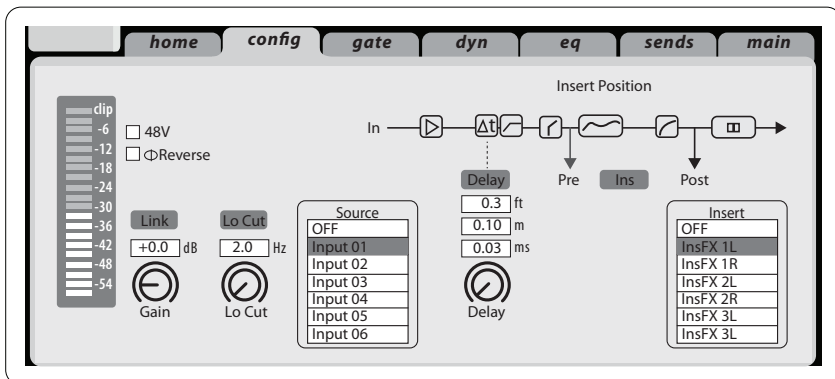 home config gate dyn eq sends main
Insert Position
clip
-6
-12
-18
-24
-30
-36
-42
-48
-54
48V
ΦReverse
In
Δt
Delay
Pre
Ins
Post
0.3 ft
0.10 m
0.03 ms
Delay
Link
+0.0 dB
Gain
Lo Cut
2.0 Hz
Lo Cut
Source
OFF
Input 01
Input 02
Input 03
Input 04
Input 05
Input 06
Insert
OFF
InsFX 1L
InsFX 1R
InsFX 2L
InsFX 2R
InsFX 3L
InsFX 3L